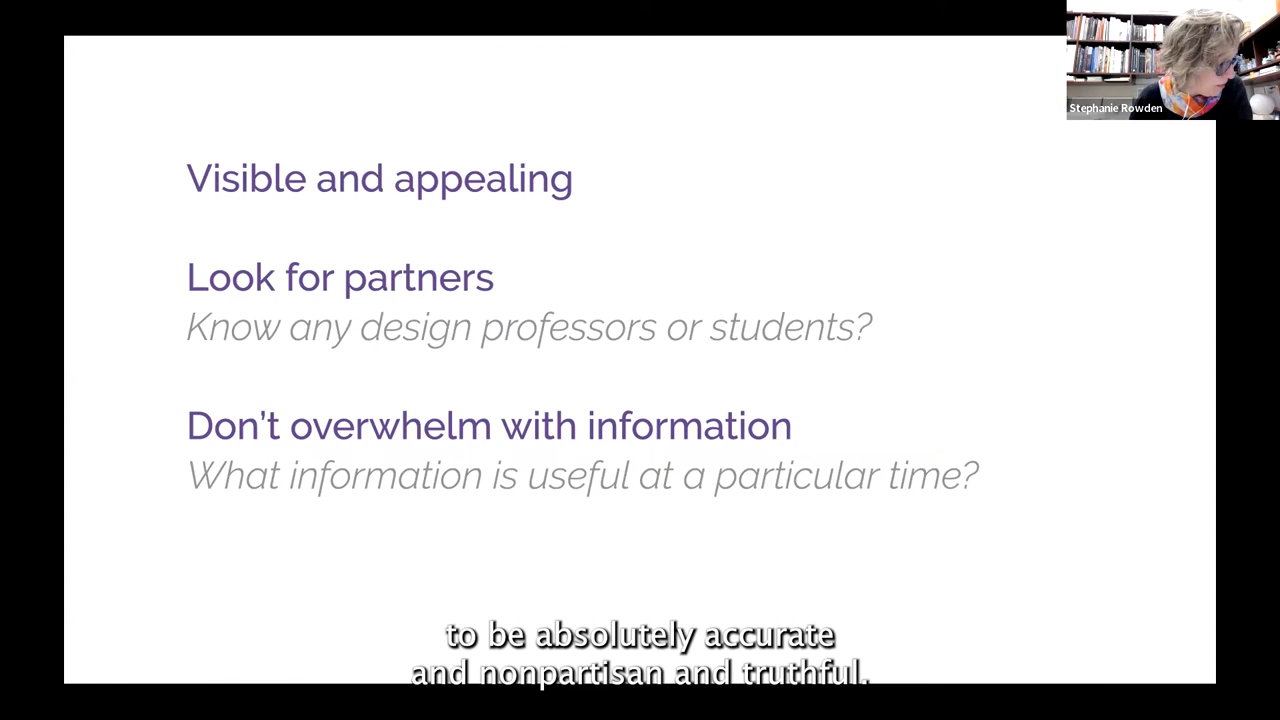 Stephanie Rowden
Visible and appealing
Look for partners
Know any design professors or students?
Don't overwhelm with information
What information is useful at a particular time?
to be absolutely accurate
and nonpartisan and truthful.